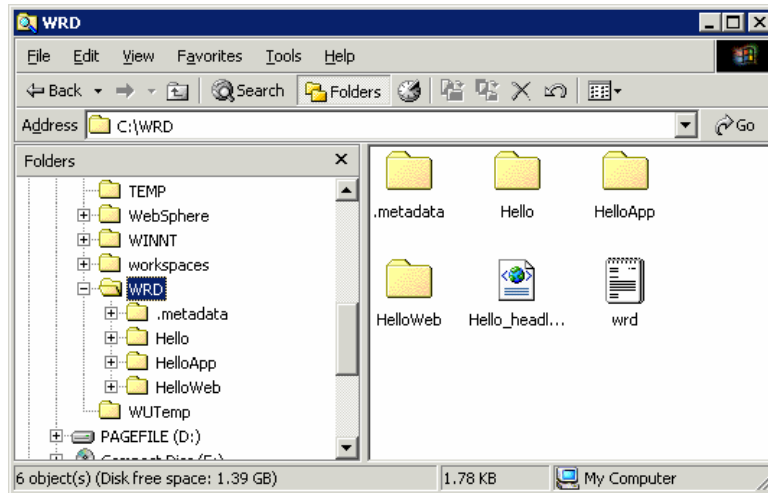 WRD
File Edit View Favorites Tools Help
Back Search Folders
Address C:\WRD Go
Folders
TEMP
WebSphere
WINNT
workspaces
WRD
.metadata
Hello
HelloApp
HelloWeb
WUTemp
PAGEFILE (D:)
.metadata Hello HelloApp
HelloWeb Hello_headl... wrd
6 object(s) (Disk free space: 1.39 GB) 1.78 KB My Computer